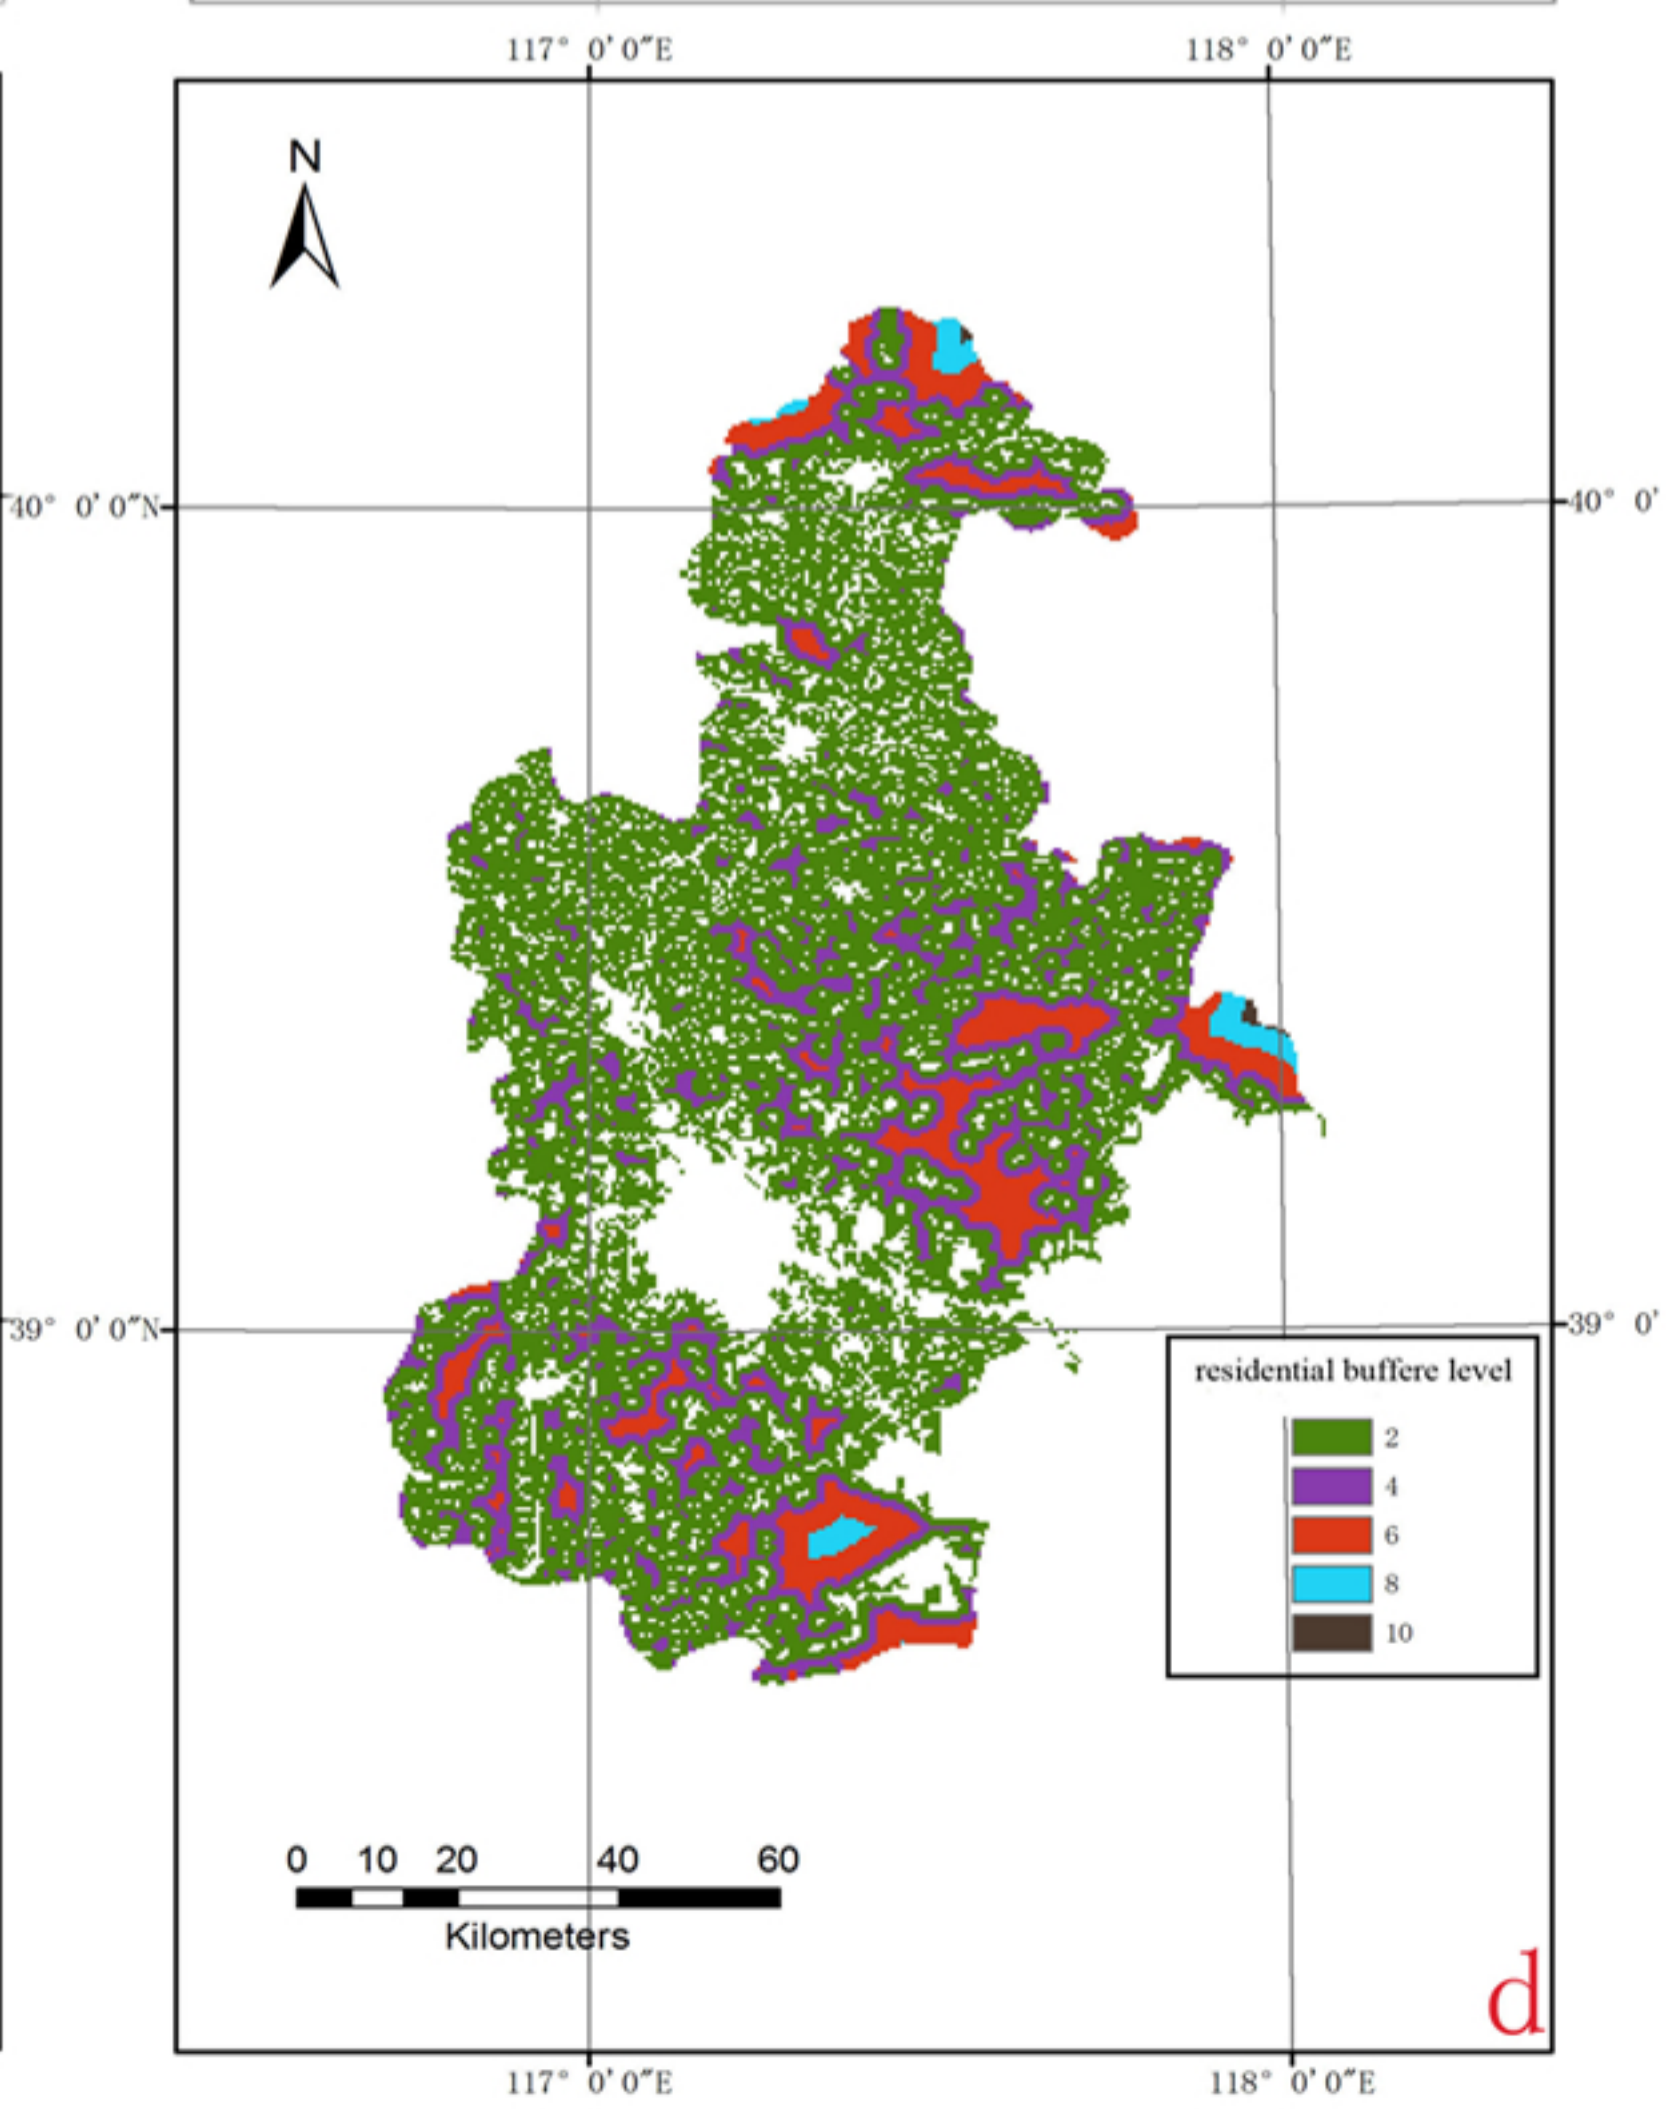 117° 0' 0"E 118° 0' 0"E
N
40° 0' 0"N 40° 0'
39° 0' 0"N 39° 0'
residential buffere level
2
4
6
8
10
0 10 20 40 60
Kilometers
d
117° 0' 0"E 118° 0' 0"E